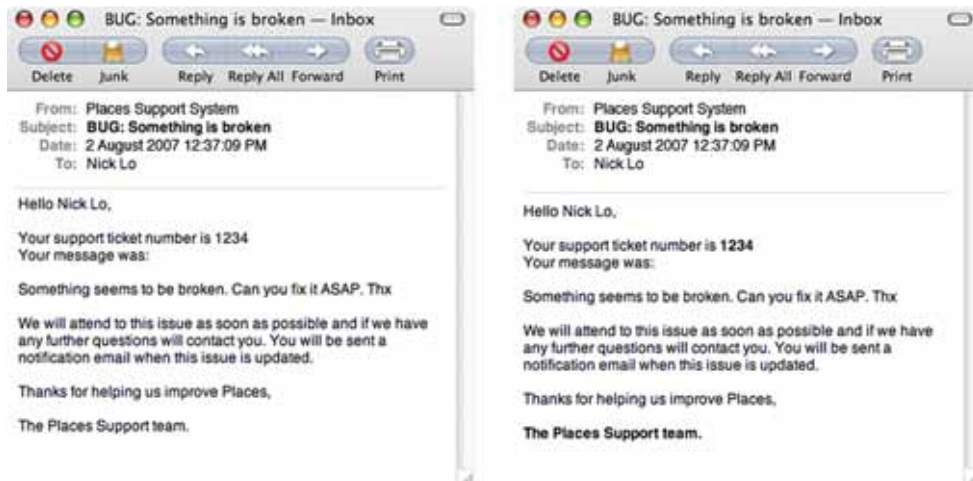 BUG: Something is broken — Inbox
Delete Junk Reply Reply All Forward Print
From: Places Support System
Subject: BUG: Something is broken
Date: 2 August 2007 12:37:09 PM
To: Nick Lo
Hello Nick Lo,
Your support ticket number is 1234
Your message was:
Something seems to be broken. Can you fix it ASAP. Thx
We will attend to this issue as soon as possible and if we have
any further questions will contact you. You will be sent a
notification email when this issue is updated.
Thanks for helping us improve Places,
The Places Support team.
BUG: Something is broken — Inbox
Delete Junk Reply Reply All Forward Print
From: Places Support System
Subject: BUG: Something is broken
Date: 2 August 2007 12:37:09 PM
To: Nick Lo
Hello Nick Lo,
Your support ticket number is 1234
Your message was:
Something seems to be broken. Can you fix it ASAP. Thx
We will attend to this issue as soon as possible and if we have
any further questions will contact you. You will be sent a
notification email when this issue is updated.
Thanks for helping us improve Places,
The Places Support team.